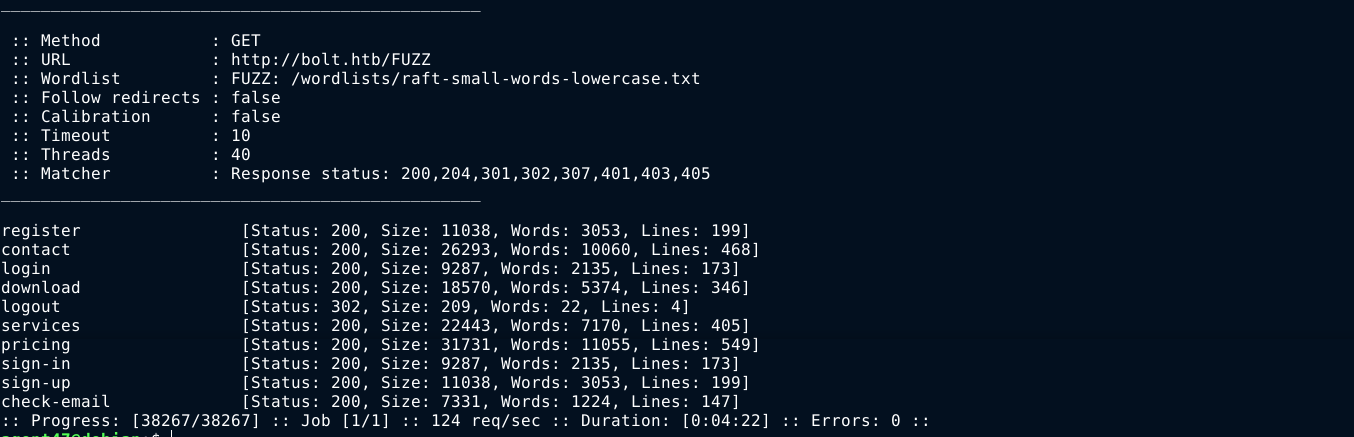 ________________________________________________
:: Method           : GET
:: URL              : http://bolt.htb/FUZZ
:: Wordlist         : FUZZ: /wordlists/raft-small-words-lowercase.txt
:: Follow redirects : false
:: Calibration      : false
:: Timeout          : 10
:: Threads          : 40
:: Matcher          : Response status: 200,204,301,302,307,401,403,405
________________________________________________
register                [Status: 200, Size: 11038, Words: 3053, Lines: 199]
contact                 [Status: 200, Size: 26293, Words: 10060, Lines: 468]
login                   [Status: 200, Size: 9287, Words: 2135, Lines: 173]
download                [Status: 200, Size: 18570, Words: 5374, Lines: 346]
logout                  [Status: 302, Size: 209, Words: 22, Lines: 4]
services                [Status: 200, Size: 22443, Words: 7170, Lines: 405]
pricing                 [Status: 200, Size: 31731, Words: 11055, Lines: 549]
sign-in                 [Status: 200, Size: 9287, Words: 2135, Lines: 173]
sign-up                 [Status: 200, Size: 11038, Words: 3053, Lines: 199]
check-email             [Status: 200, Size: 7331, Words: 1224, Lines: 147]
:: Progress: [38267/38267] :: Job [1/1] :: 124 req/sec :: Duration: [0:04:22] :: Errors: 0 ::